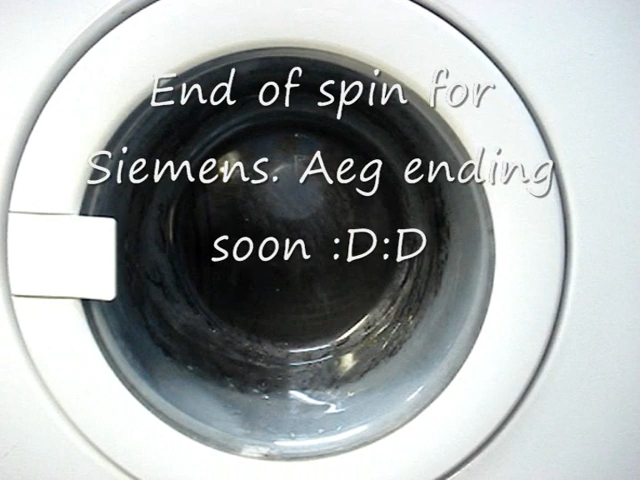 End of spin for
Siemens. Aeg ending
soon :D:D